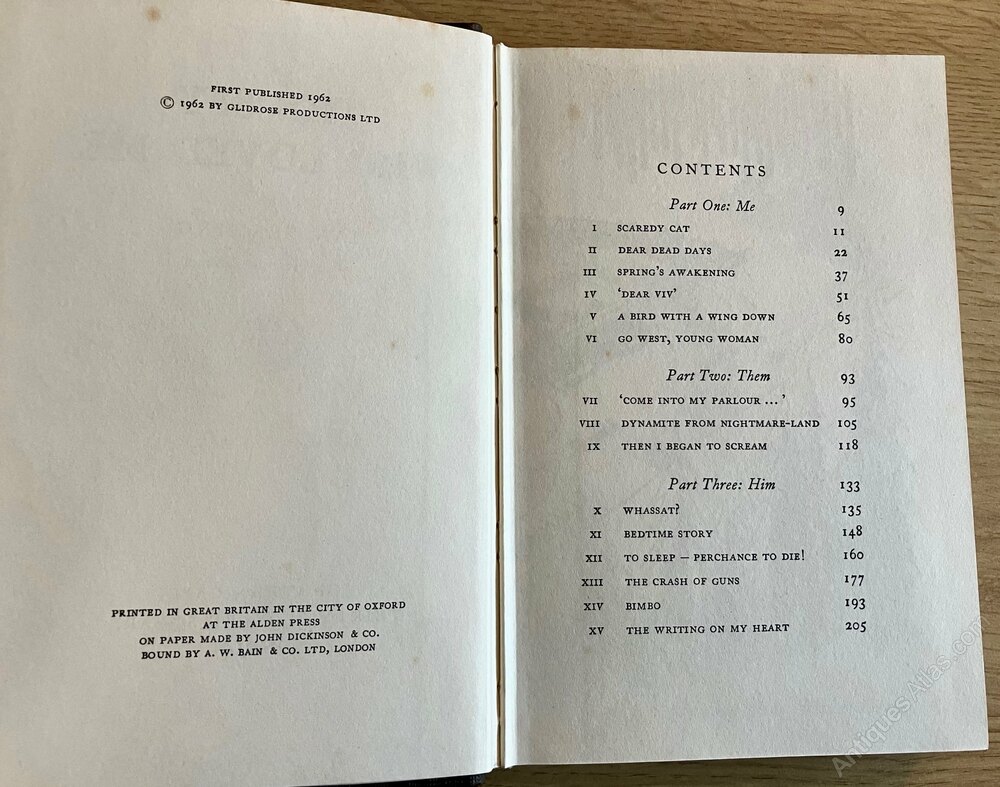 FIRST PUBLISHED 1962
© 1962 BY GLIDROSE PRODUCTIONS LTD
PRINTED IN GREAT BRITAIN IN THE CITY OF OXFORD
AT THE ALDEN PRESS
ON PAPER MADE BY JOHN DICKINSON & CO.
BOUND BY A. W. BAIN & CO. LTD, LONDON
CONTENTS
Part One: Me 9
I SCAREDY CAT 11
II DEAR DEAD DAYS 22
III SPRING'S AWAKENING 37
IV 'DEAR VIV' 51
V A BIRD WITH A WING DOWN 65
VI GO WEST, YOUNG WOMAN 80
Part Two: Them 93
VII 'COME INTO MY PARLOUR ... ' 95
VIII DYNAMITE FROM NIGHTMARE-LAND 105
IX THEN I BEGAN TO SCREAM 118
Part Three: Him 133
X WHASSAT? 135
XI BEDTIME STORY 148
XII TO SLEEP – PERCHANCE TO DIE! 160
XIII THE CRASH OF GUNS 177
XIV BIMBO 193
XV THE WRITING ON MY HEART 205
Antiques Atlas.com